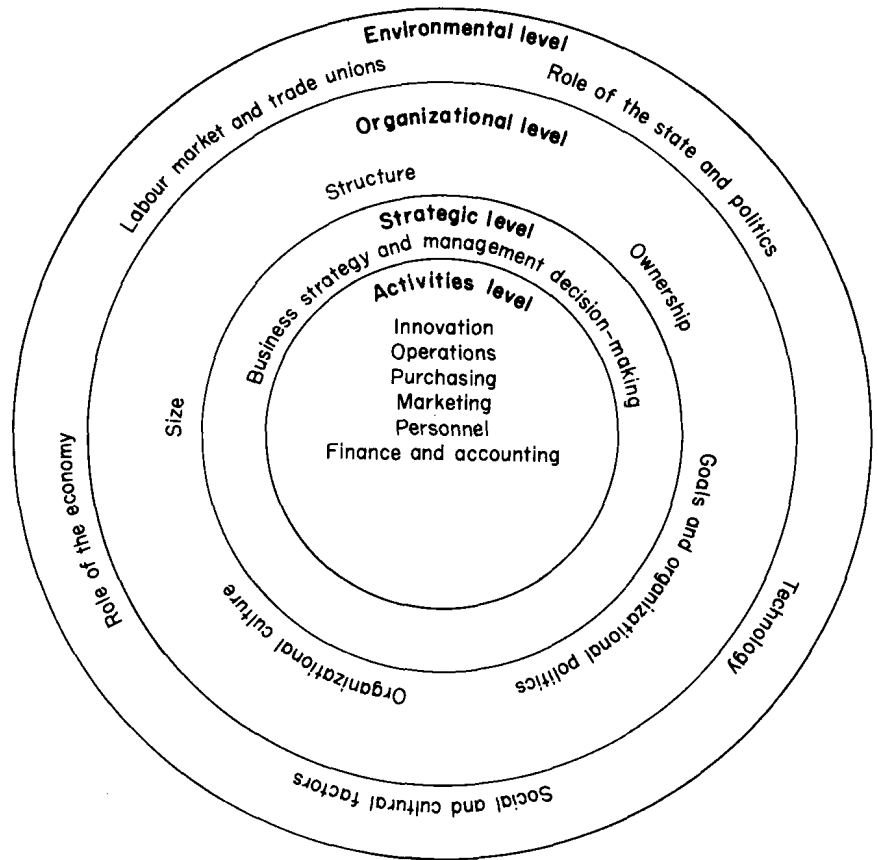 Environmental level
Labour market and trade unions
Role of the state and politics
Technology
Social and cultural factors
Role of the economy
Organizational level
Structure
Ownership
Goals and organizational politics
Organizational culture
Size
Strategic level
Business strategy and management decision-making
Activities level
Innovation
Operations
Purchasing
Marketing
Personnel
Finance and accounting